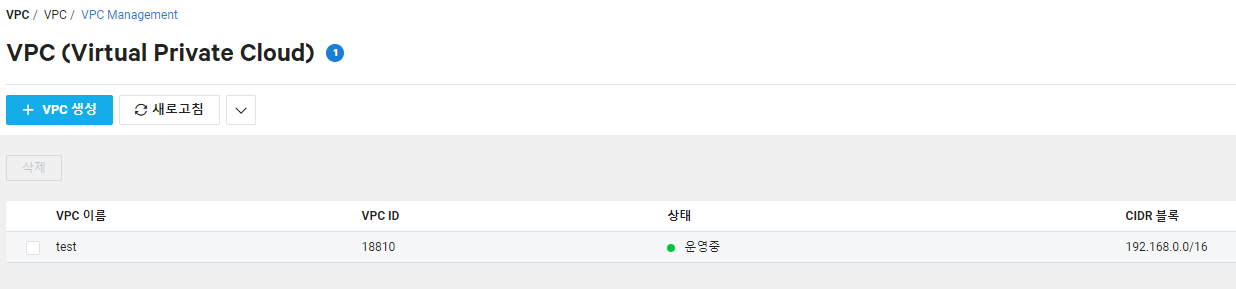 VPC / VPC / VPC Management
VPC (Virtual Private Cloud) 1
+ VPC 생성 새로고침
삭제
VPC 이름 VPC ID 상태 CIDR 블록
test 18810 운영중 192.168.0.0/16